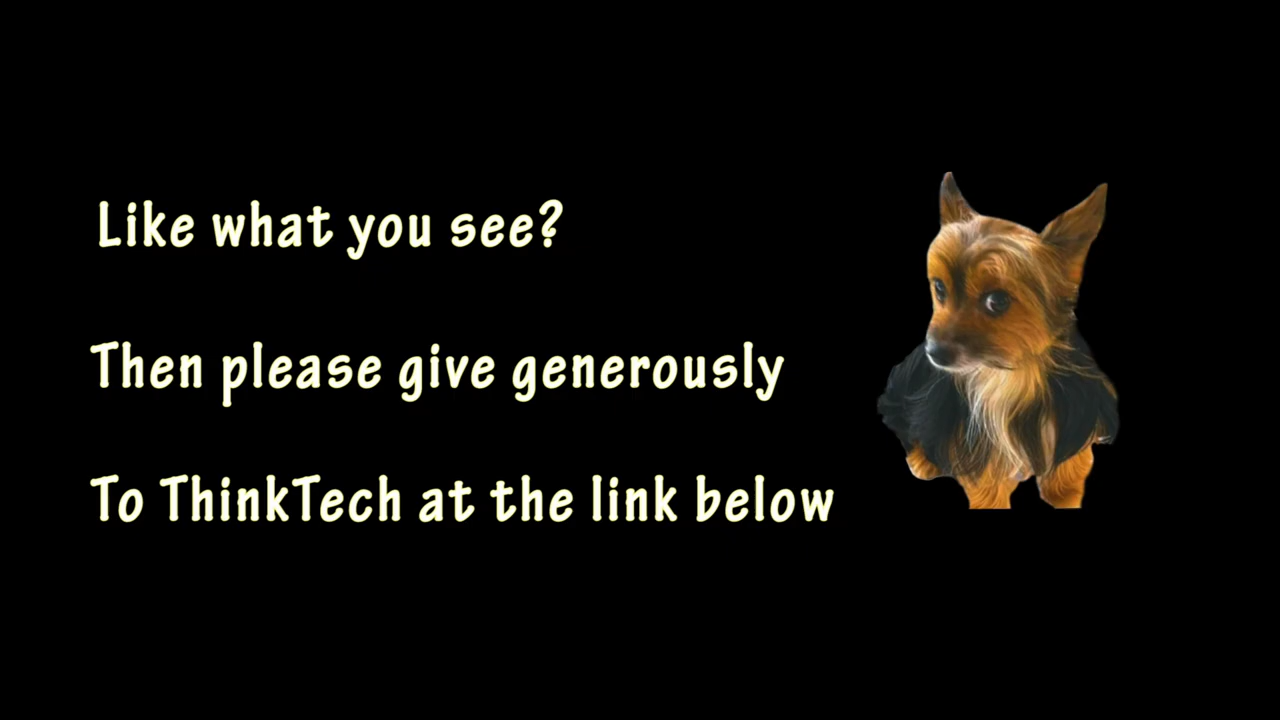 Like what you see?
Then please give generously
To ThinkTech at the link below